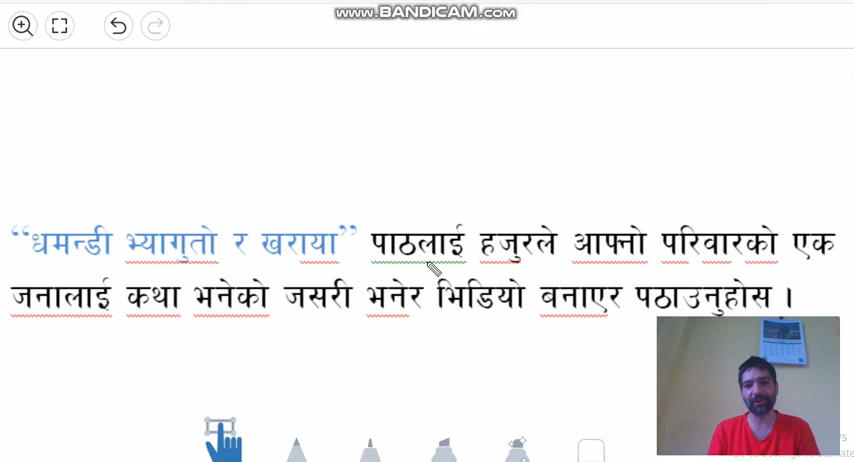 www.BANDICAM.com
“धमन्डी भ्यागुतो र खराया” पाठलाई हजुरले आफ्नो परिवारको एक
जनालाई कथा भनेको जसरी भनेर भिडियो बनाएर पठाउनुहोस ।